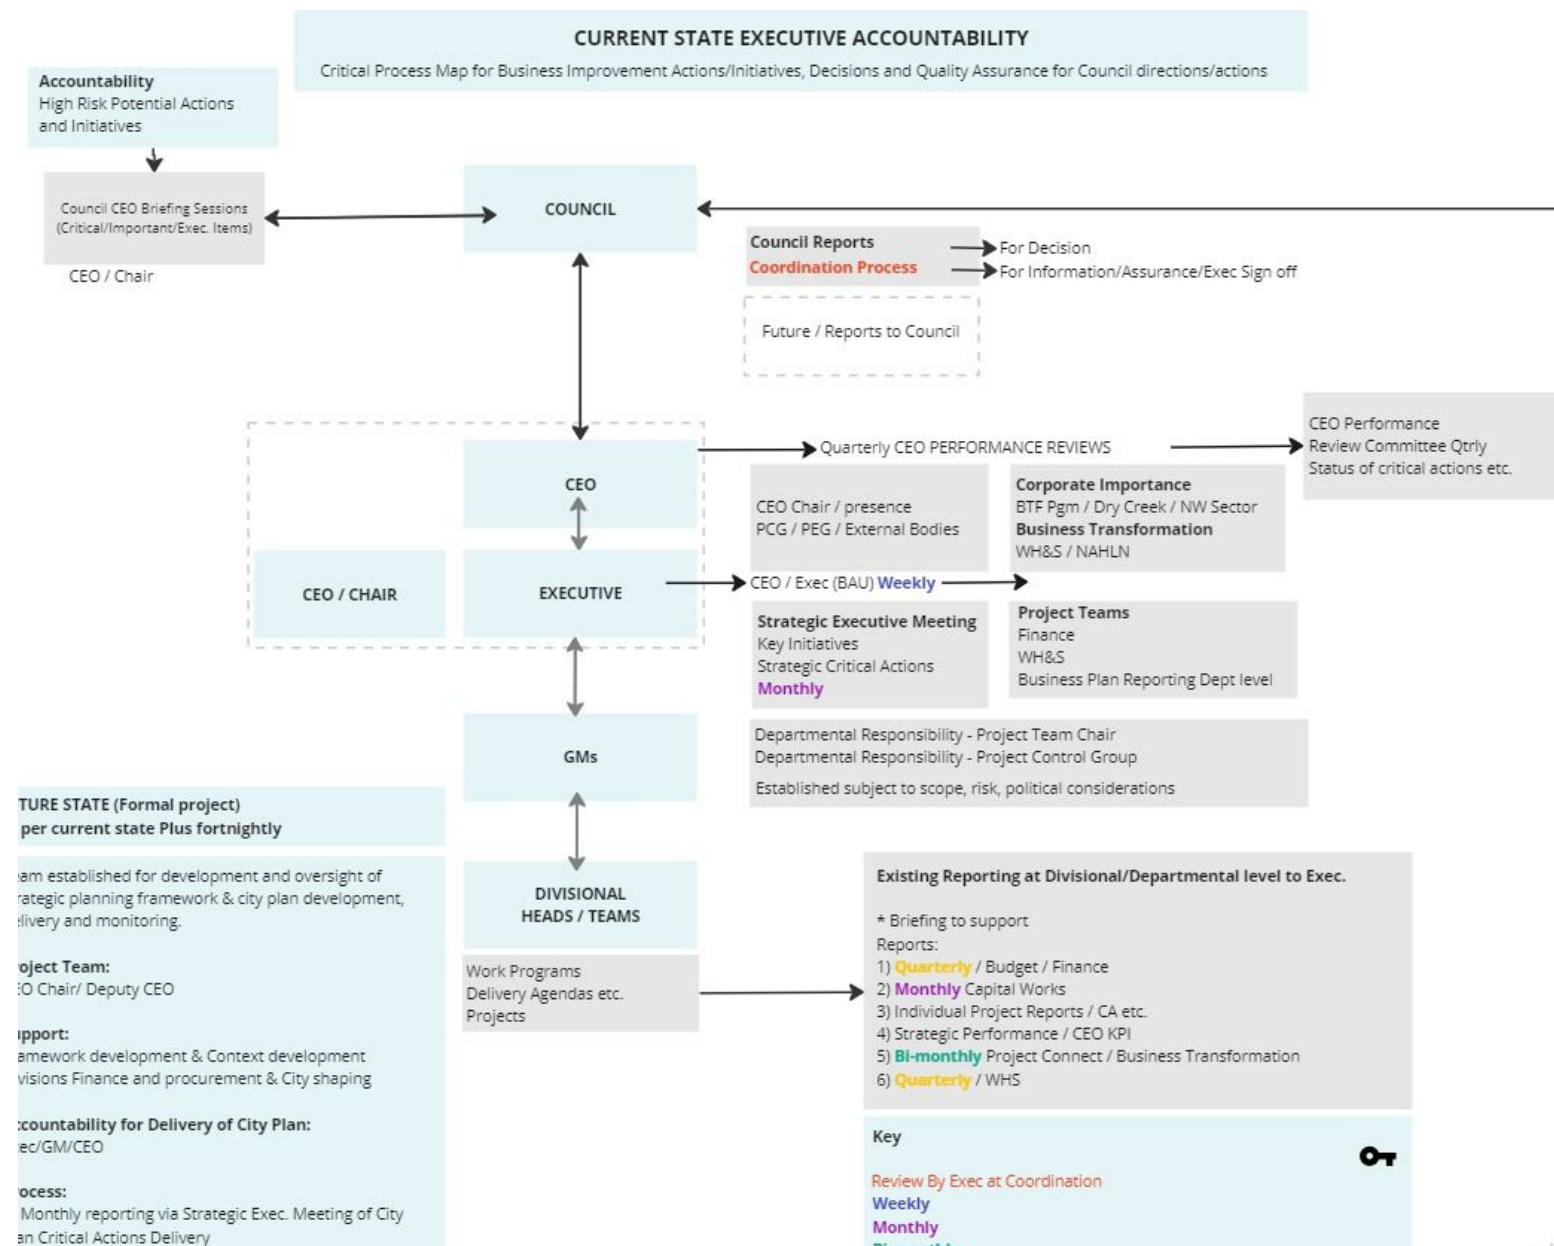 CURRENT STATE EXECUTIVE ACCOUNTABILITY
Critical Process Map for Business Improvement Actions/Initiatives, Decisions and Quality Assurance for Council directions/actions
Accountability
High Risk Potential Actions
and Initiatives
Council CEO Briefing Sessions
(Critical/Important/Exec. Items)
CEO / Chair
COUNCIL
Council Reports
Coordination Process
For Decision
For Information/Assurance/Exec Sign off
Future / Reports to Council
CEO
Quarterly CEO PERFORMANCE REVIEWS
CEO Performance
Review Committee Qtrly
Status of critical actions etc.
CEO Chair / presence
PCG / PEG / External Bodies
Corporate Importance
BTF Pgm / Dry Creek / NW Sector
Business Transformation
WH&S / NAHLN
CEO / CHAIR
EXECUTIVE
CEO / Exec (BAU) Weekly
Strategic Executive Meeting
Key Initiatives
Strategic Critical Actions
Monthly
Project Teams
Finance
WH&S
Business Plan Reporting Dept level
GMs
Departmental Responsibility - Project Team Chair
Departmental Responsibility - Project Control Group
Established subject to scope, risk, political considerations
TURE STATE (Formal project)
per current state Plus fortnightly
eam established for development and oversight of
rategic planning framework & city plan development,
elivery and monitoring.
oject Team:
EO Chair/ Deputy CEO
upport:
amework development & Context development
visions Finance and procurement & City shaping
ccountability for Delivery of City Plan:
ec/GM/CEO
ocess:
Monthly reporting via Strategic Exec. Meeting of City
an Critical Actions Delivery
DIVISIONAL
HEADS / TEAMS
Work Programs
Delivery Agendas etc.
Projects
Existing Reporting at Divisional/Departmental level to Exec.
* Briefing to support
Reports:
1) Quarterly / Budget / Finance
2) Monthly Capital Works
3) Individual Project Reports / CA etc.
4) Strategic Performance / CEO KPI
5) Bi-monthly Project Connect / Business Transformation
6) Quarterly / WHS
Key
Review By Exec at Coordination
Weekly
Monthly